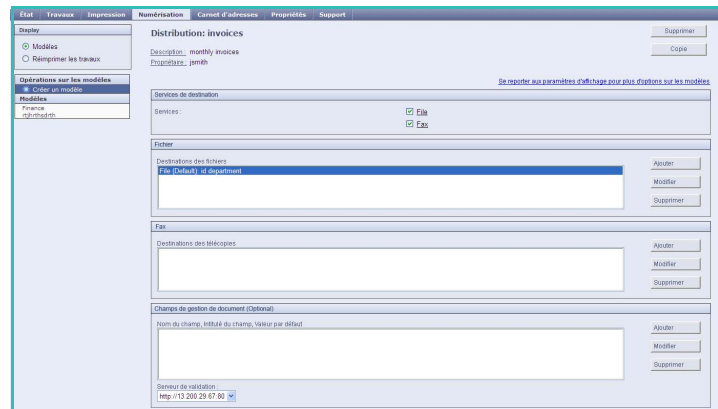 État Travaux Impression Numérisation Carnet d'adresses Propriétés Support
Display
Modèles
Réimprimer les travaux
Opérations sur les modèles
Créer un modèle
Modèles
Finance
rtjhrthsdrth
Distribution: invoices
Supprimer
Copie
Description : monthly invoices
Propriétaire : jsmith
Se reporter aux paramètres d'affichage pour plus d'options sur les modèles
Services de destination
Services :
File
Fax
Fichier
Destinations des fichiers
File (Default): id department
Ajouter
Modifier
Supprimer
Fax
Destinations des télécopies
Ajouter
Modifier
Supprimer
Champs de gestion de document (Optional)
Nom du champ, Intitulé du champ, Valeur par défaut
Ajouter
Modifier
Supprimer
Serveur de validation :
http://13.200.29.67:80